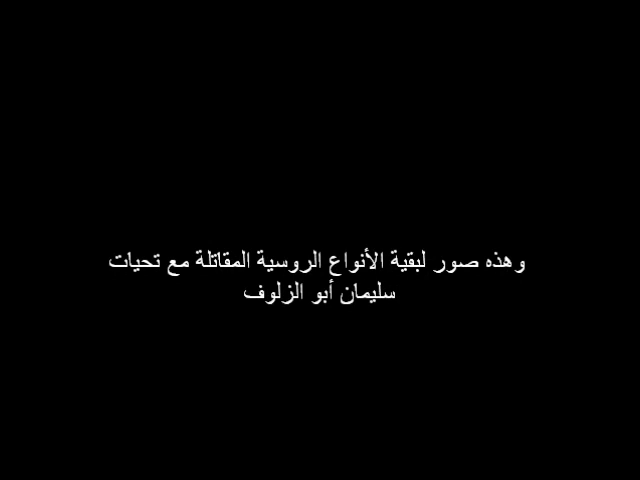 وهذه صور لبقية الأنواع الروسية المقاتلة مع تحيات
سليمان أبو الزلوف